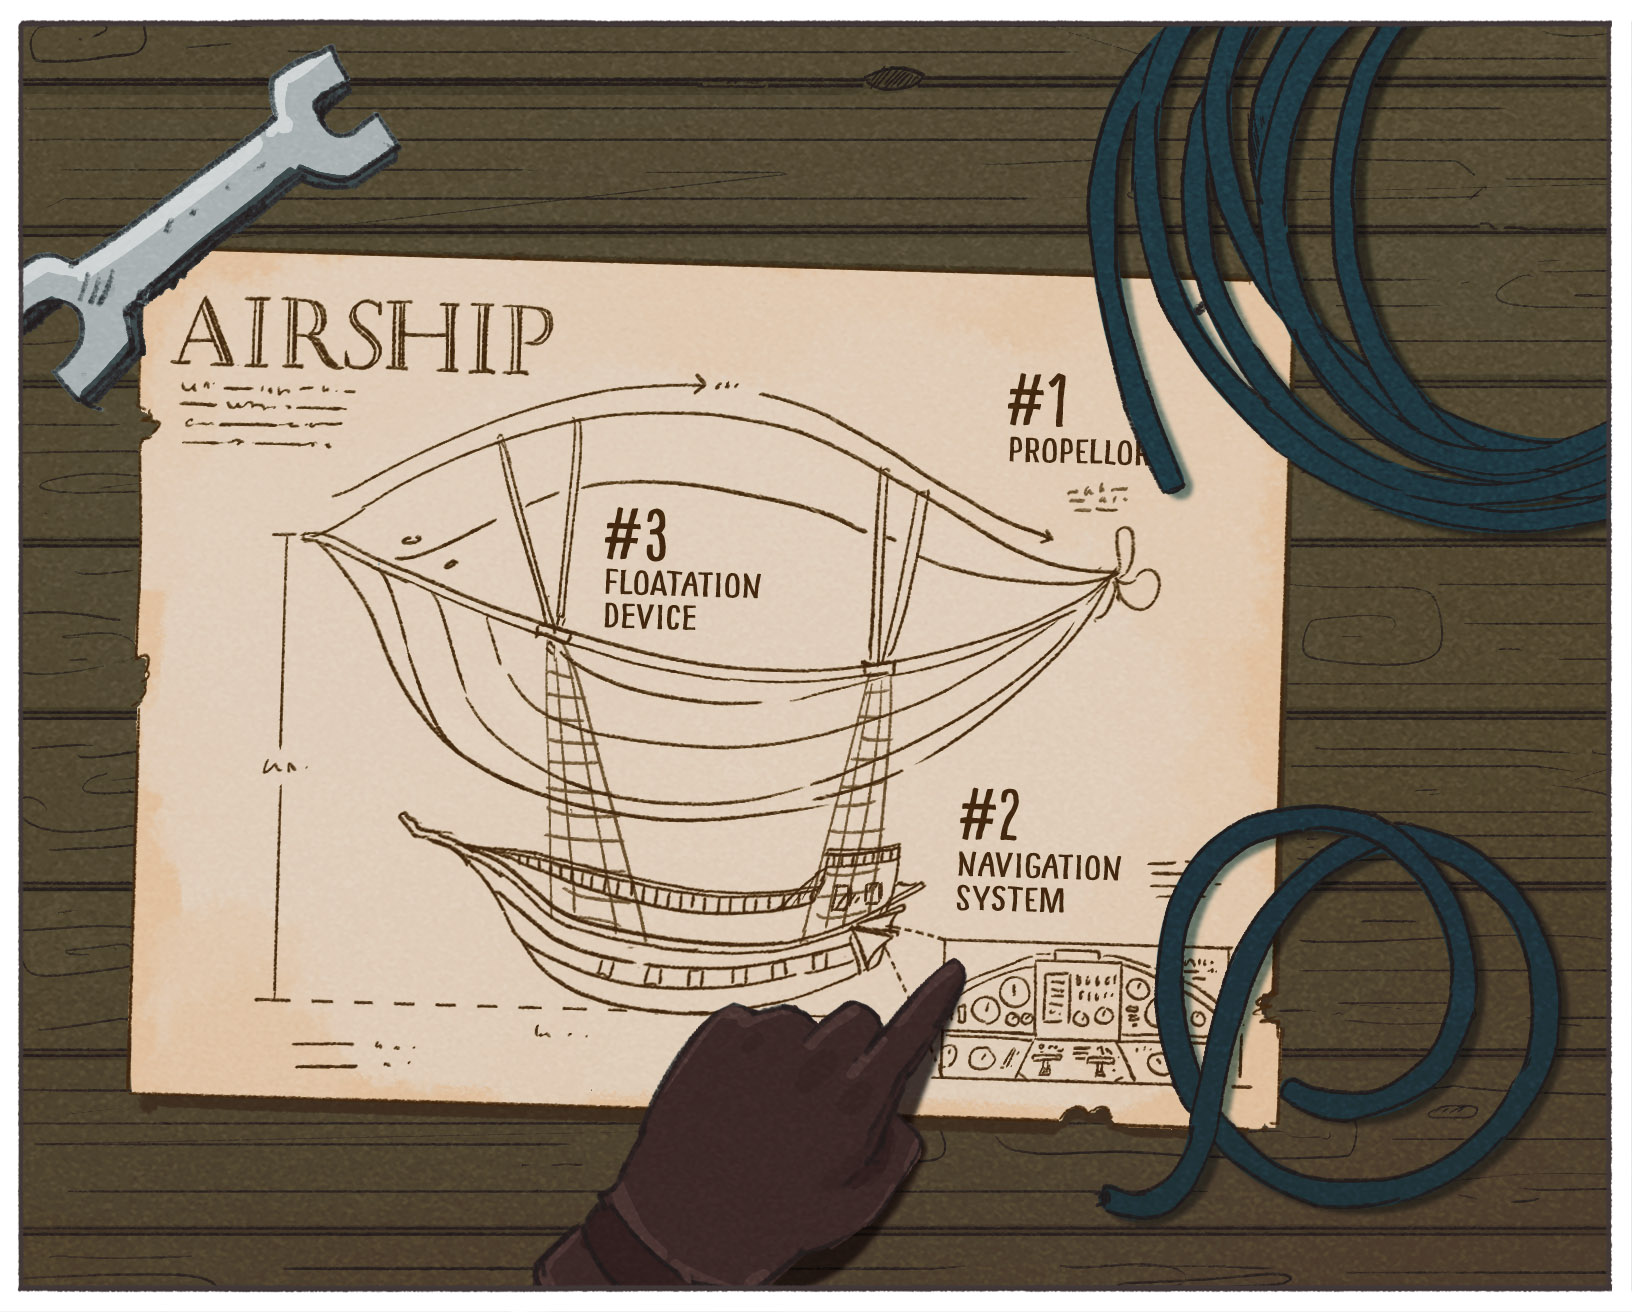 AIRSHIP
#1
PROPELLOR
#3
FLOATATION
DEVICE
#2
NAVIGATION
SYSTEM